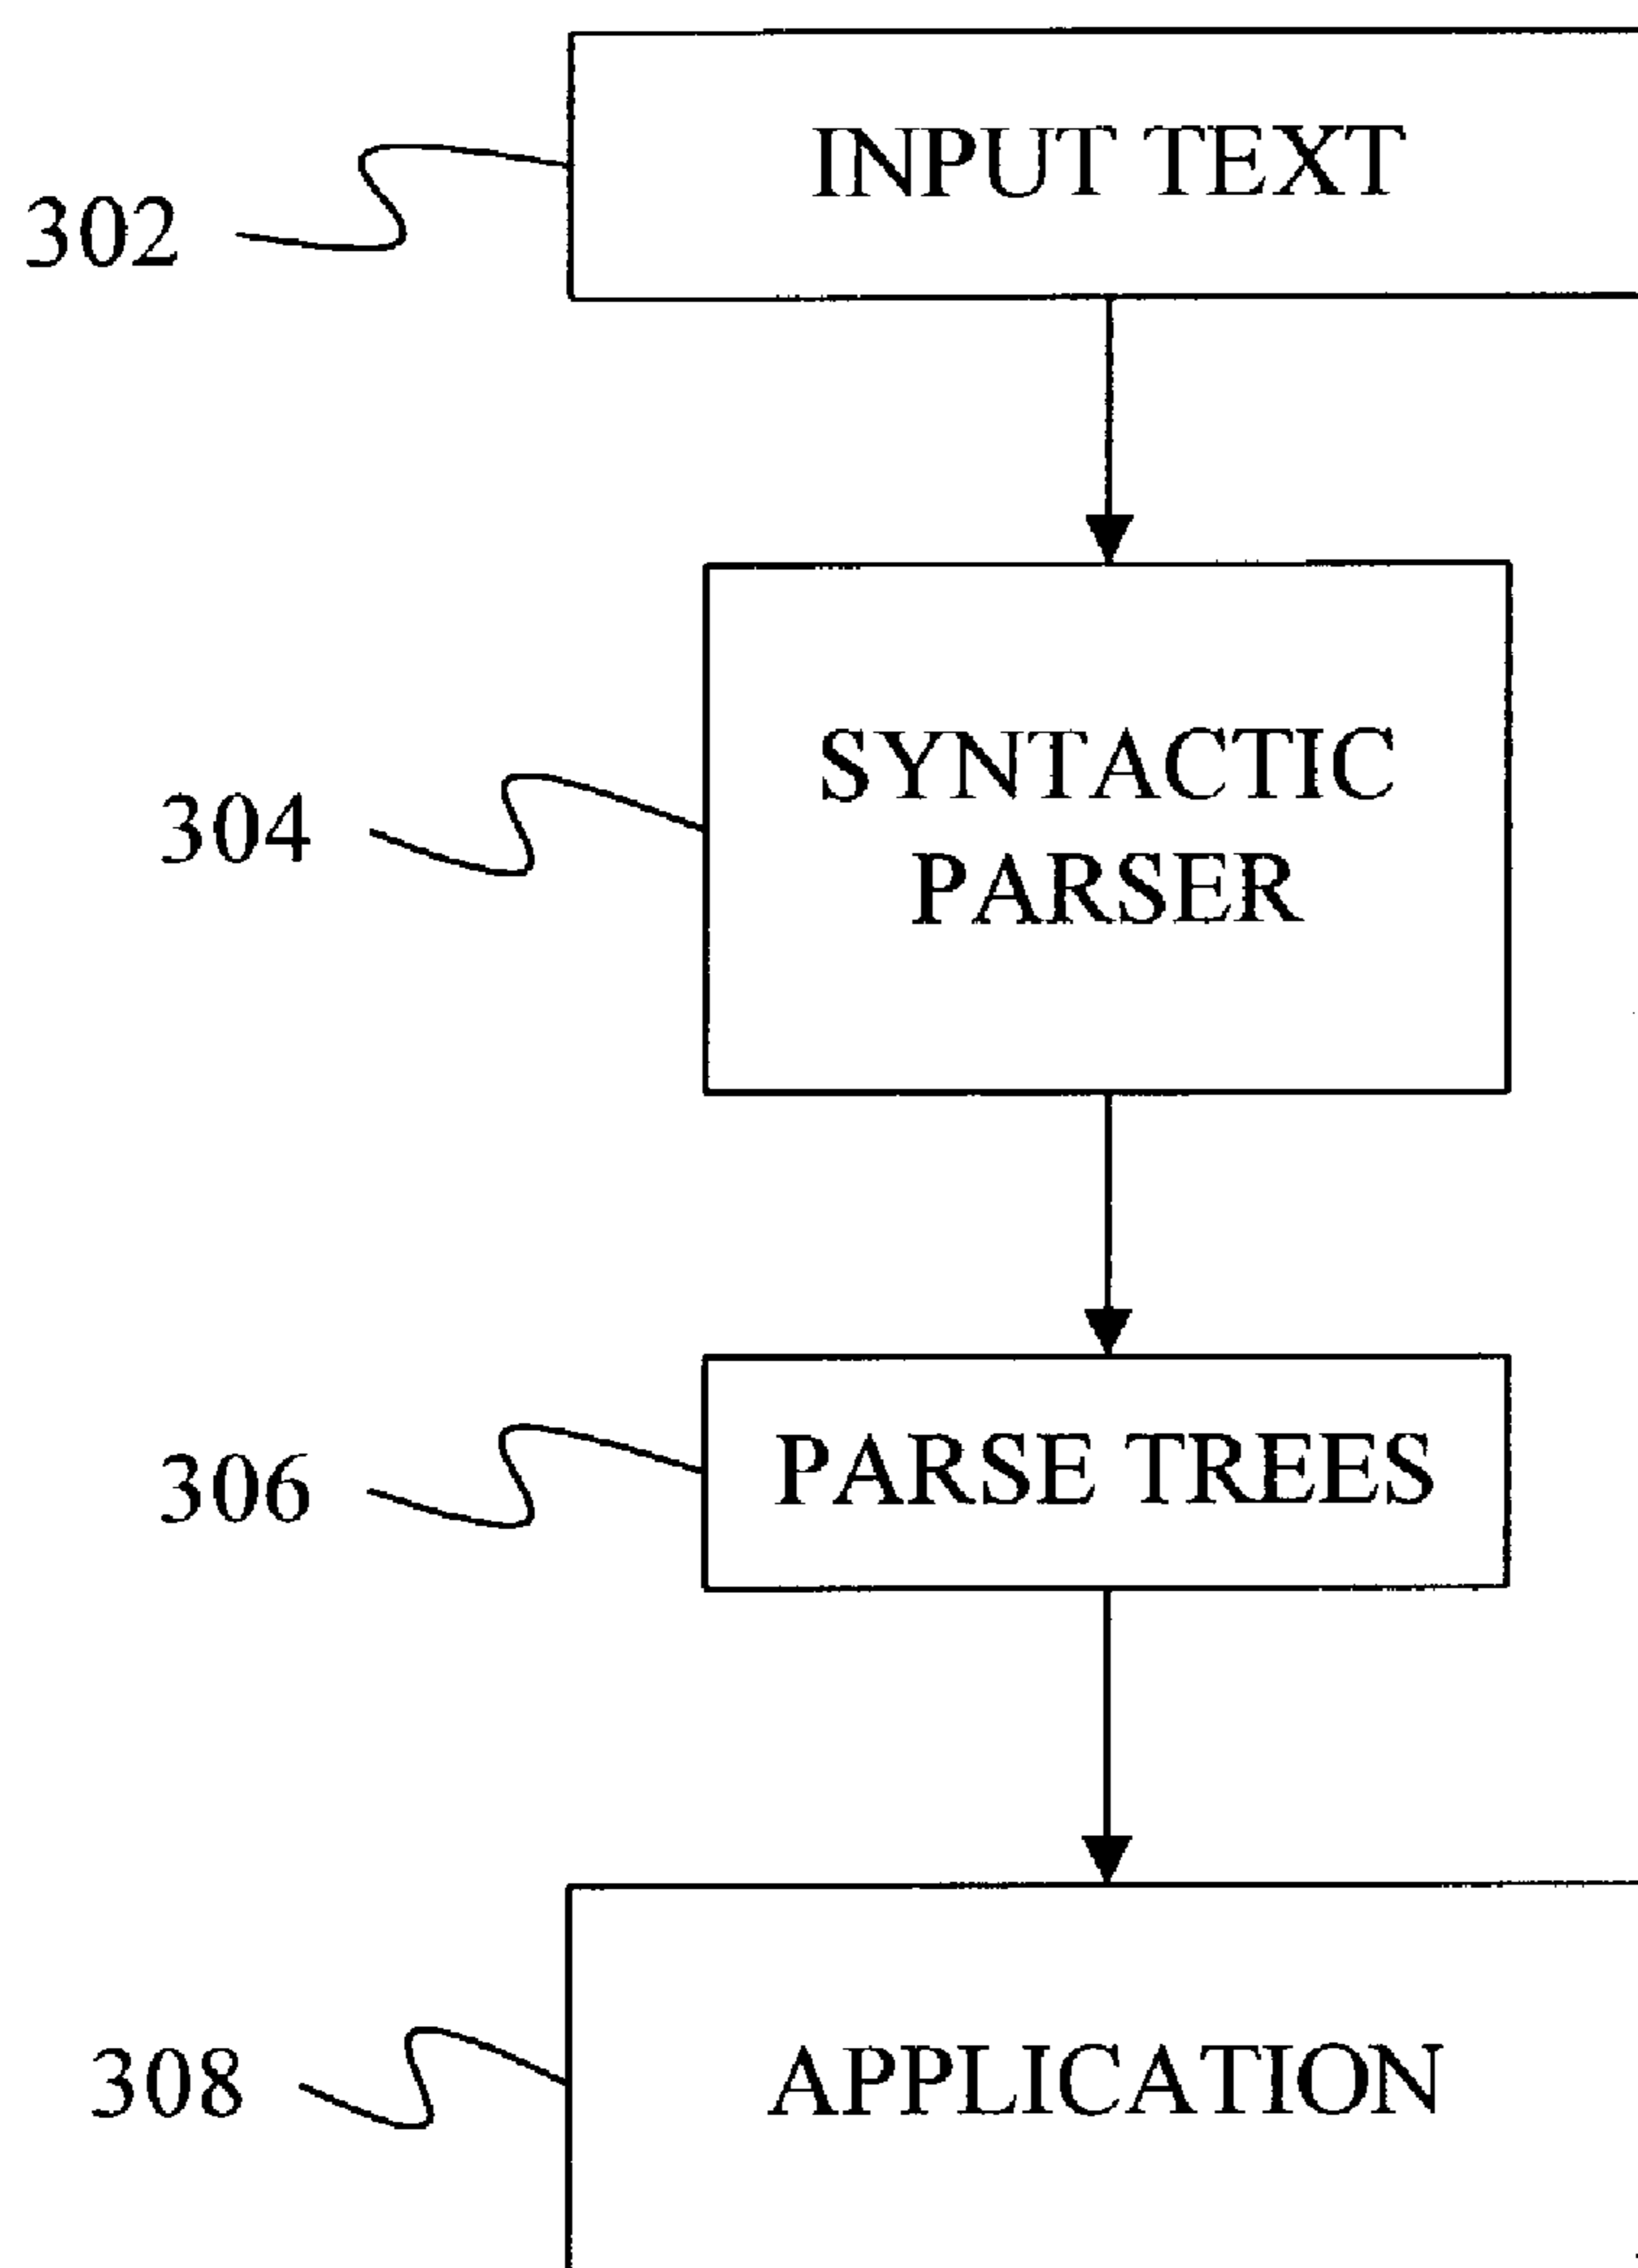 INPUT TEXT
302
SYNTACTIC
PARSER
304
PARSE TREES
306
APPLICATION
308